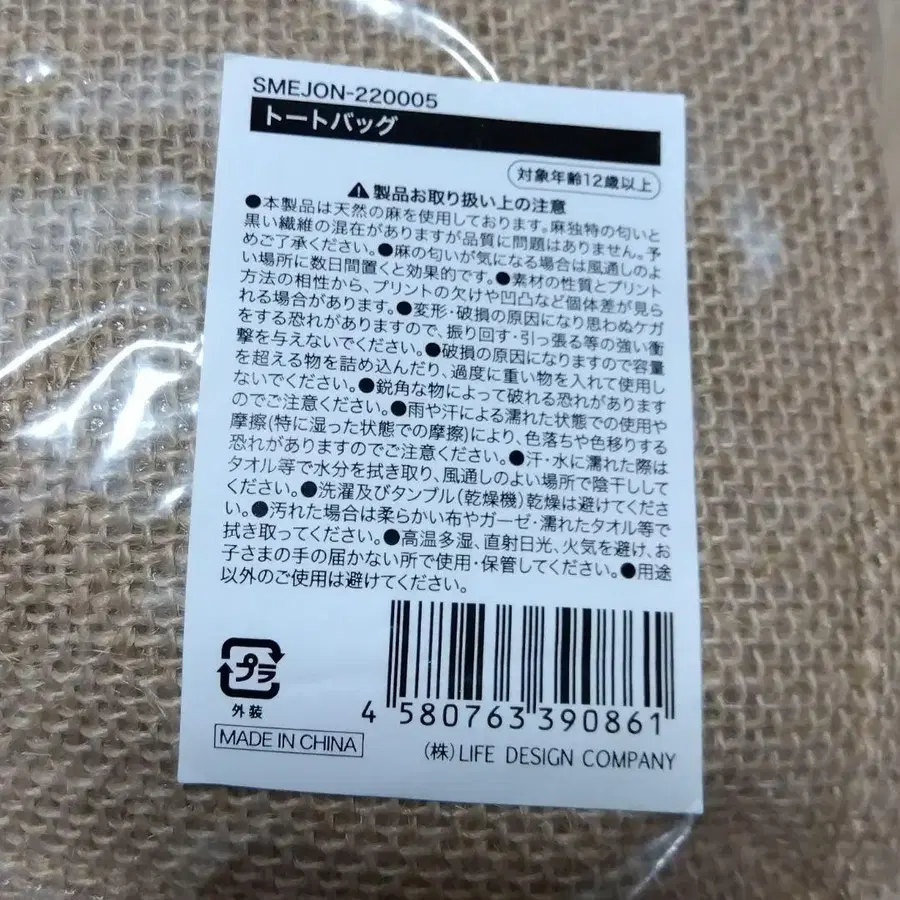 SMEJON-220005
トートバッグ
対象年齢12歳以上
⚠製品お取り扱い上の注意
●本製品は天然の麻を使用しております。麻独特の匂いと
黒い繊維の混在がありますが品質に問題はありません。予
めご了承ください。●麻の匂いが気になる場合は風通しのよ
い場所に数日間置くと効果的です。●素材の性質とプリント
方法の相性から、プリントの欠けや凹凸など個体差が見ら
れる場合があります。●変形・破損の原因になり思わぬケガ
をする恐れがありますので、振り回す・引っ張る等の強い衝
撃を与えないでください。●破損の原因になりますので容量
を超える物を詰め込んだり、過度に重い物を入れて使用し
ないでください。●鋭角な物によって破れる恐れがあります
のでご注意ください。●雨や汗による濡れた状態での使用や
摩擦(特に湿った状態での摩擦)により、色落ちや色移りする
恐れがありますのでご注意ください。●汗・水に濡れた際は
タオル等で水分を拭き取り、風通しのよい場所で陰干しして
ください。●洗濯及びタンブル(乾燥機)乾燥は避けてくださ
い。●汚れた場合は柔らかい布やガーゼ・濡れたタオル等で
拭き取ってください。●高温多湿、直射日光、火気を避け、お
子さまの手の届かない所で使用・保管してください。●用途
以外のご使用は避けてください。
プラ
外装
4 580763 390861
MADE IN CHINA
(株)LIFE DESIGN COMPANY